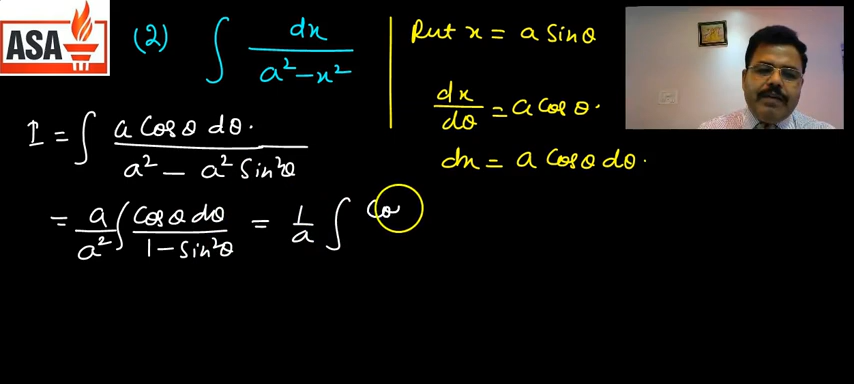 ASA
(2) ∫ dx / (a² − x²)
Put x = a Sinθ
dx/dθ = a Cosθ.
dx = a Cosθ dθ.
I = ∫ a Cosθ dθ. / (a² − a² Sin²θ)
= a/a² ∫ Cosθ dθ / (1 − Sin²θ) = 1/a ∫ Co